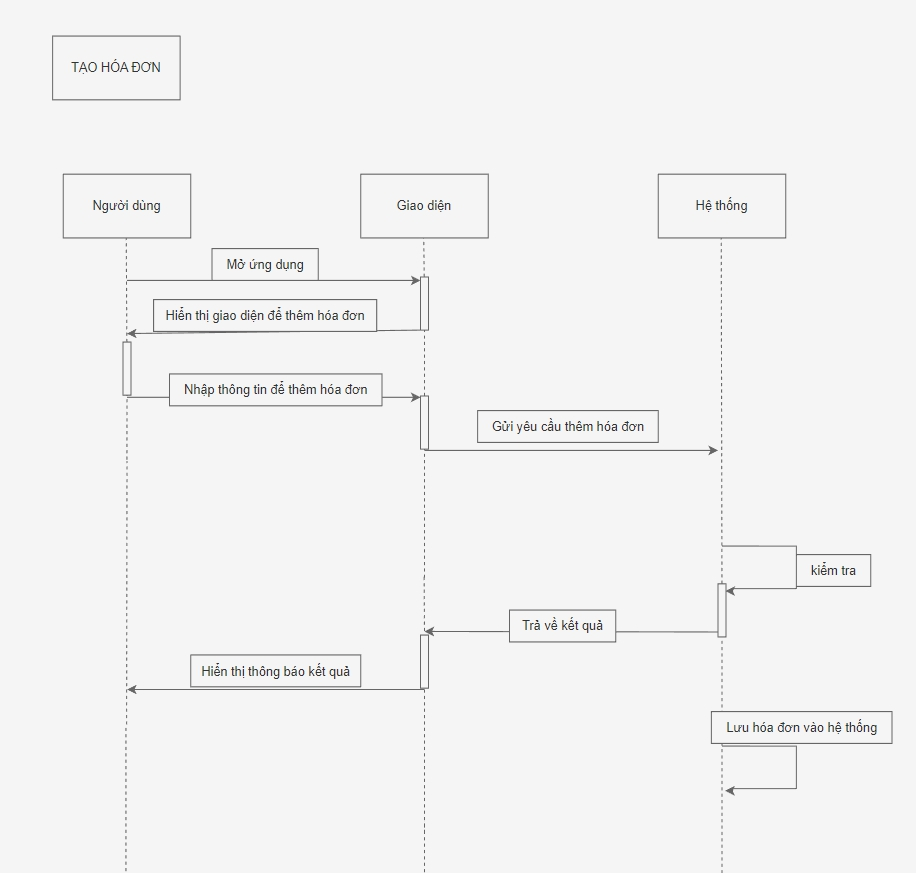 TẠO HÓA ĐƠN
Người dùng
Giao diện
Hệ thống
Mở ứng dụng
Hiển thị giao diện để thêm hóa đơn
Nhập thông tin để thêm hóa đơn
Gửi yêu cầu thêm hóa đơn
kiểm tra
Trả về kết quả
Hiển thị thông báo kết quả
Lưu hóa đơn vào hệ thống